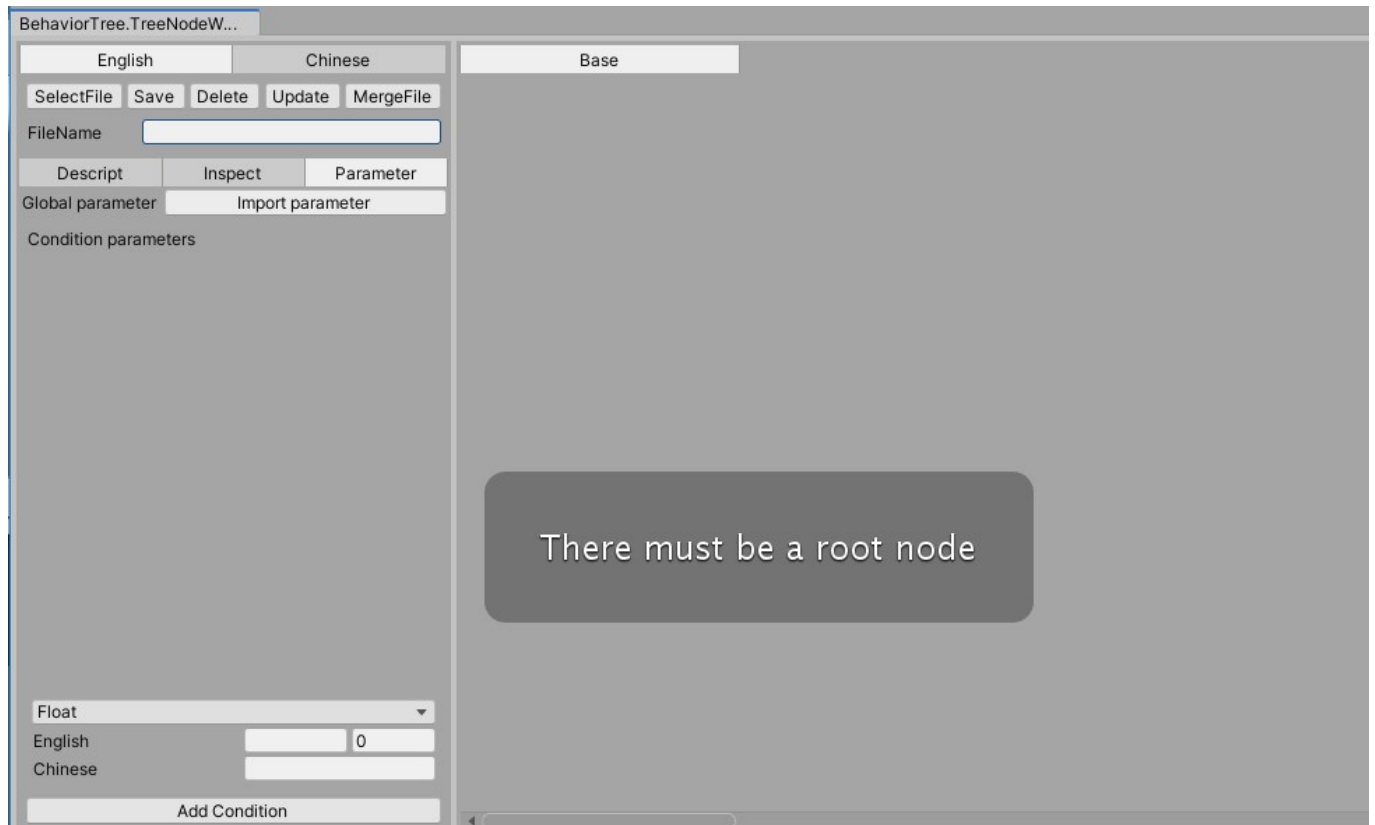 BehaviorTree.TreeNodeW...
English Chinese
SelectFile Save Delete Update MergeFile
FileName
Descript Inspect Parameter
Global parameter Import parameter
Condition parameters
Float
English 0
Chinese
Add Condition
Base
There must be a root node